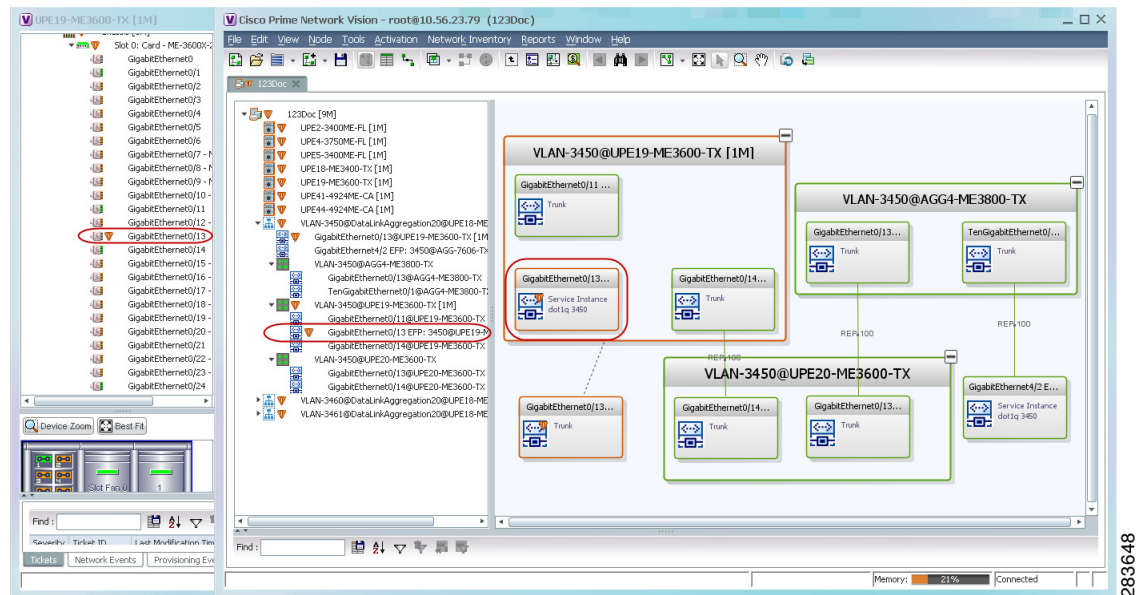 UPE19-ME3600-TX [1M]
Slot 0: Card - ME-3600X-2
GigabitEthernet0
GigabitEthernet0/1
GigabitEthernet0/2
GigabitEthernet0/3
GigabitEthernet0/4
GigabitEthernet0/5
GigabitEthernet0/6
GigabitEthernet0/7 - N
GigabitEthernet0/8 - N
GigabitEthernet0/9 - N
GigabitEthernet0/10 -
GigabitEthernet0/11
GigabitEthernet0/12 -
GigabitEthernet0/13
GigabitEthernet0/14
GigabitEthernet0/15 -
GigabitEthernet0/16 -
GigabitEthernet0/17 -
GigabitEthernet0/18 -
GigabitEthernet0/19 -
GigabitEthernet0/20 -
GigabitEthernet0/21
GigabitEthernet0/22 -
GigabitEthernet0/23 -
GigabitEthernet0/24
Device Zoom Best Fit
Slot Fan 0 1
Find :
Severity Ticket ID Last Modification Tim
Tickets Network Events Provisioning Eve
Cisco Prime Network Vision - root@10.56.23.79 (123Doc)
File Edit View Node Tools Activation Network Inventory Reports Window Help
123Doc
123Doc [9M]
UPE2-3400ME-FL [1M]
UPE4-3750ME-FL [1M]
UPE5-3400ME-FL [1M]
UPE18-ME3400-TX [1M]
UPE19-ME3600-TX [1M]
UPE41-4924ME-CA [1M]
UPE44-4924ME-CA [1M]
VLAN-3450@DataLinkAggregation20@UPE18-ME
GigabitEthernet0/13@UPE19-ME3600-TX [1M
GigabitEthernet4/2 EFP: 3450@AGG-7606-TX
VLAN-3450@AGG4-ME3800-TX
GigabitEthernet0/13@AGG4-ME3800-TX
TenGigabitEthernet0/1@AGG4-ME3800-T
VLAN-3450@UPE19-ME3600-TX [1M]
GigabitEthernet0/11@UPE19-ME3600-TX
GigabitEthernet0/13 EFP: 3450@UPE19-M
GigabitEthernet0/14@UPE19-ME3600-TX
VLAN-3450@UPE20-ME3600-TX
GigabitEthernet0/13@UPE20-ME3600-TX
GigabitEthernet0/14@UPE20-ME3600-TX
VLAN-3460@DataLinkAggregation20@UPE18-ME
VLAN-3461@DataLinkAggregation20@UPE18-ME
VLAN-3450@UPE19-ME3600-TX [1M]
GigabitEthernet0/11 ...
Trunk
GigabitEthernet0/13...
Service Instance
dot1q 3450
GigabitEthernet0/14...
Trunk
VLAN-3450@AGG4-ME3800-TX
GigabitEthernet0/13...
Trunk
TenGigabitEthernet0/...
Trunk
REP 100
REP 100
REP 100
VLAN-3450@UPE20-ME3600-TX
GigabitEthernet0/13...
Trunk
GigabitEthernet0/14...
Trunk
GigabitEthernet0/13...
Trunk
GigabitEthernet4/2 E...
Service Instance
dot1q 3450
Find :
Memory: 21% Connected
283648